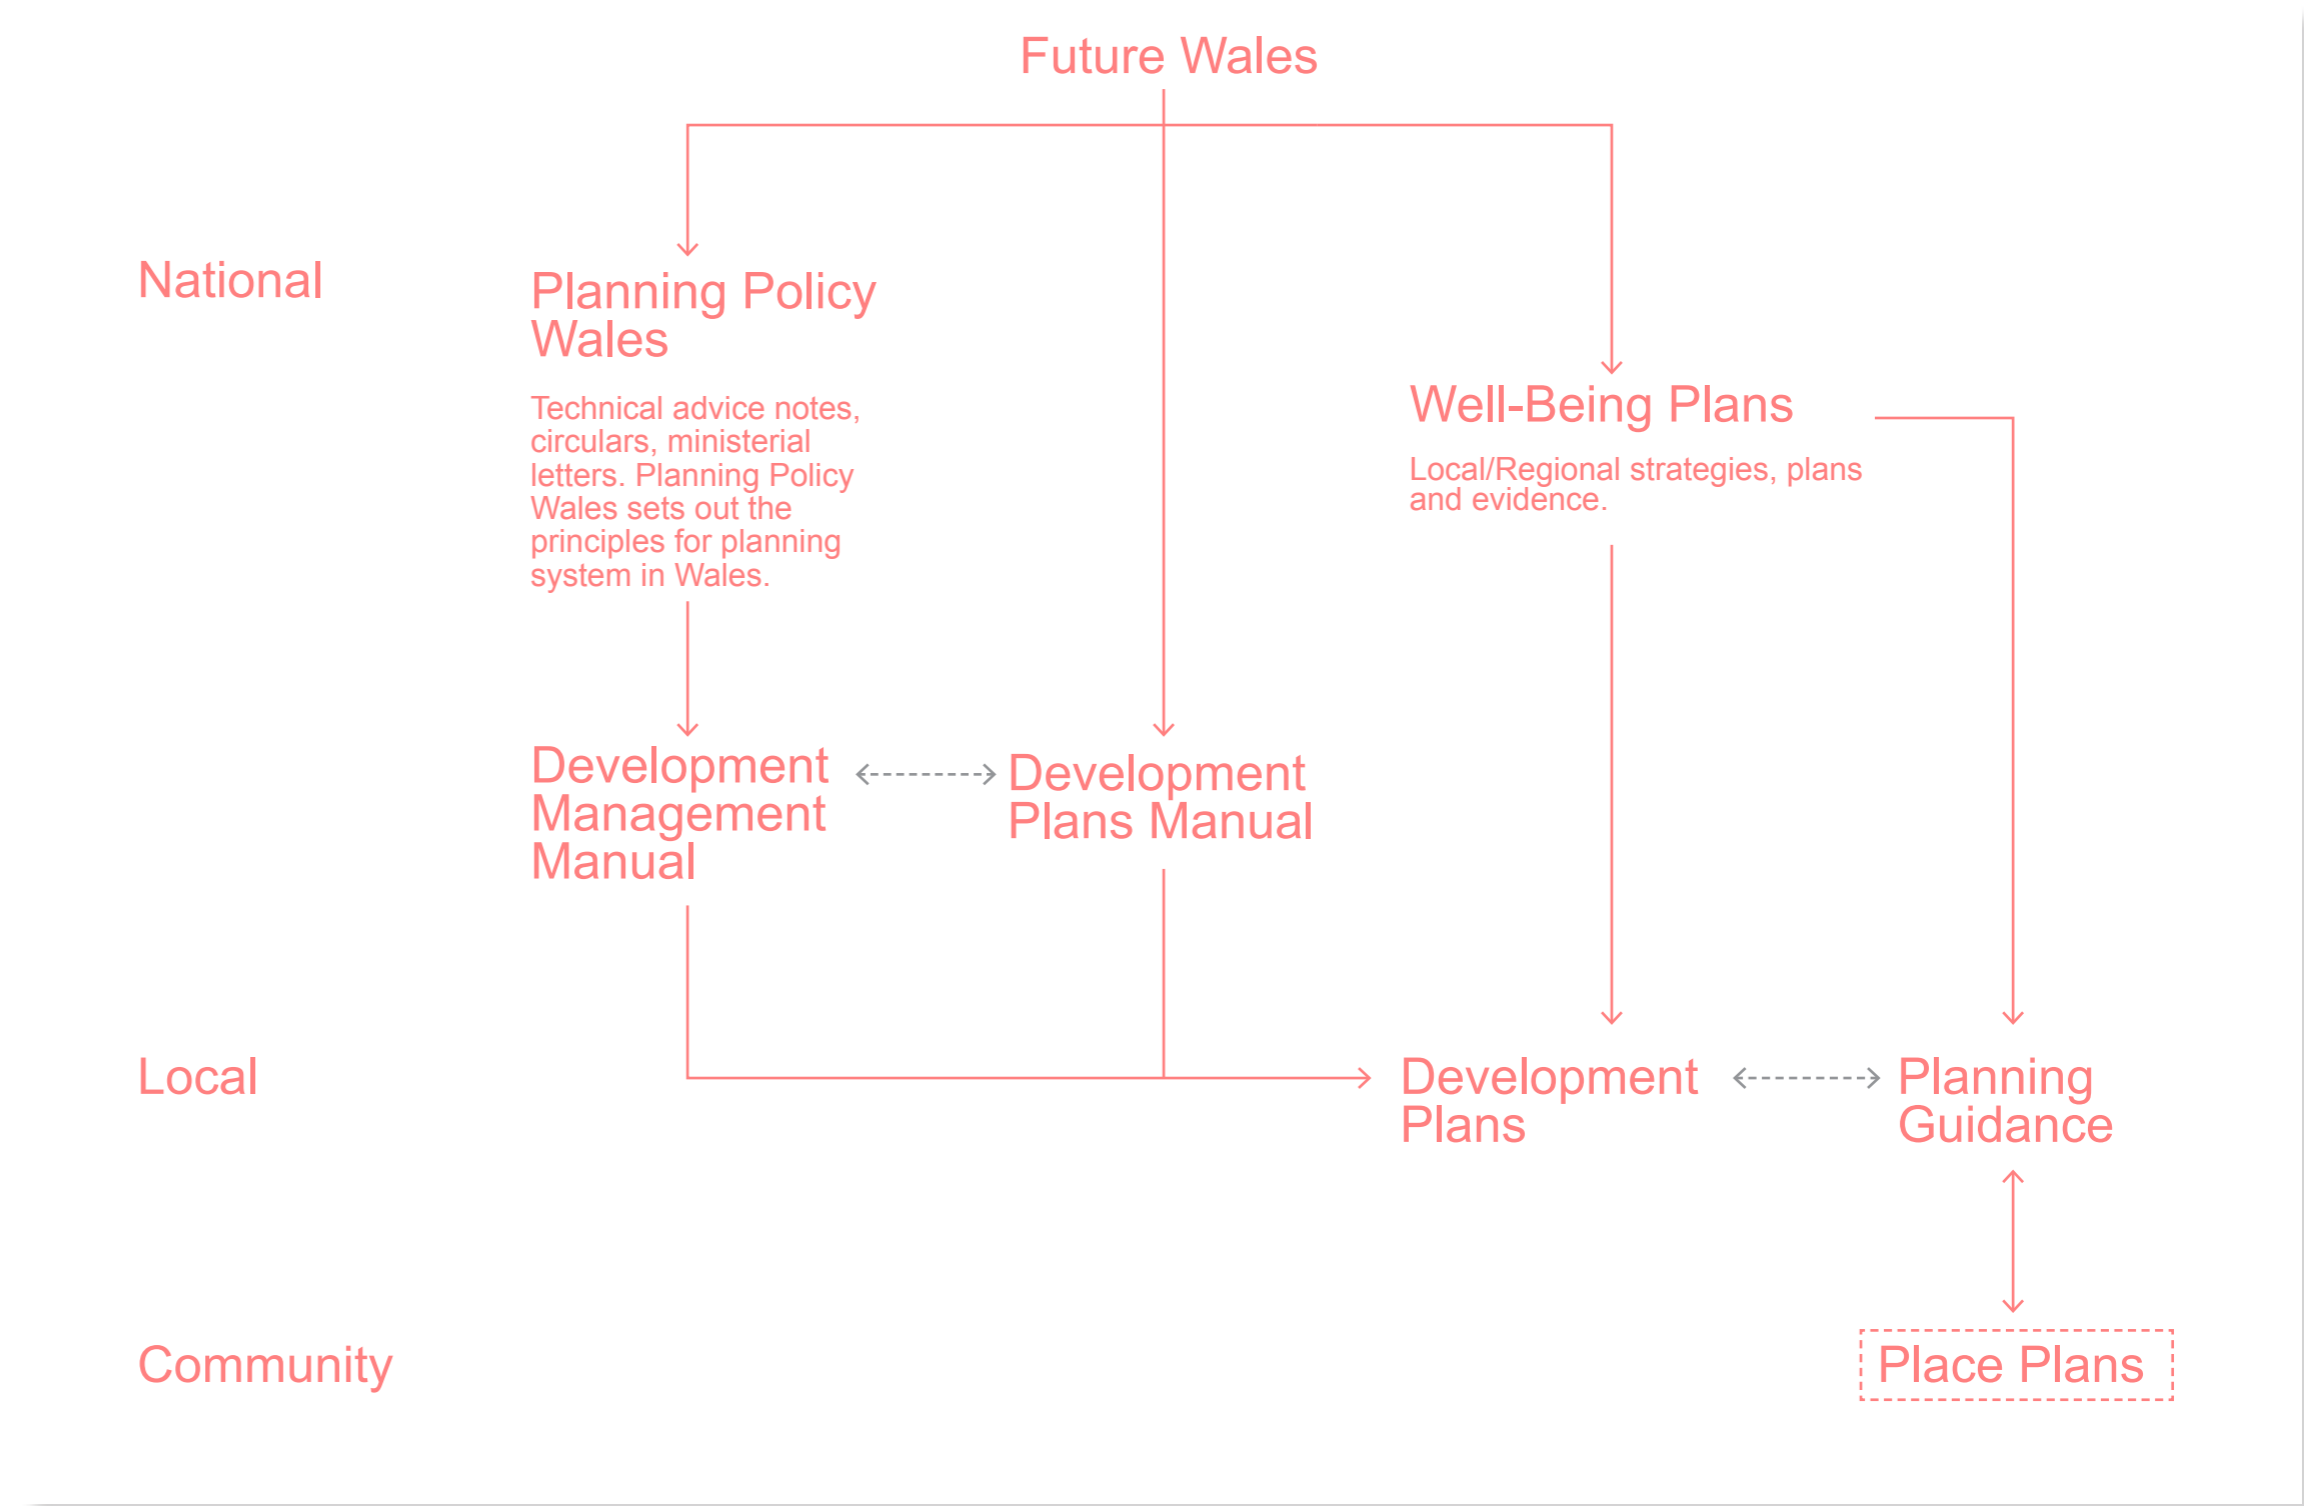 Future Wales
National
Planning Policy
Wales
Technical advice notes,
circulars, ministerial
letters. Planning Policy
Wales sets out the
principles for planning
system in Wales.
Well-Being Plans
Local/Regional strategies, plans
and evidence.
Development
Management
Manual
Development
Plans Manual
Local
Development
Plans
Planning
Guidance
Community
Place Plans